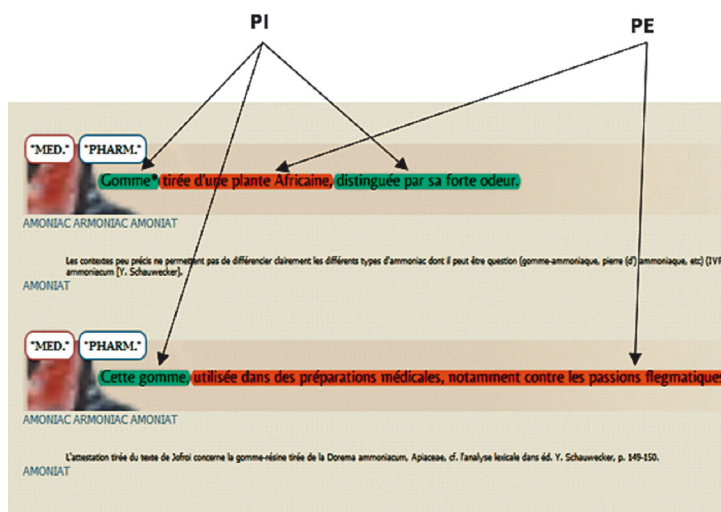 PI PE
"MED." "PHARM."
Gomme* tirée d'une plante Africaine, distinguée par sa forte odeur.
AMONIAC ARMONIAC AMONIAT
Les contextes peu précis ne permettent pas de différencier clairement les différents types d'ammoniac dont il peut être question (gomme-ammoniaque, pierre (d') ammoniaque, etc) (IVF
ammoniacum [Y. Schauwecker].
AMONIAT
"MED." "PHARM."
Cette gomme, utilisée dans des préparations médicales, notamment contre les passions flegmatiques
AMONIAC ARMONIAC AMONIAT
L'attestation tirée du texte de Jofroi concerne la gomme-résine tirée de la Dorema ammoniacum, Apiaceae, cf. l'analyse lexicale dans éd. Y. Schauwecker, p. 149-150.
AMONIAT